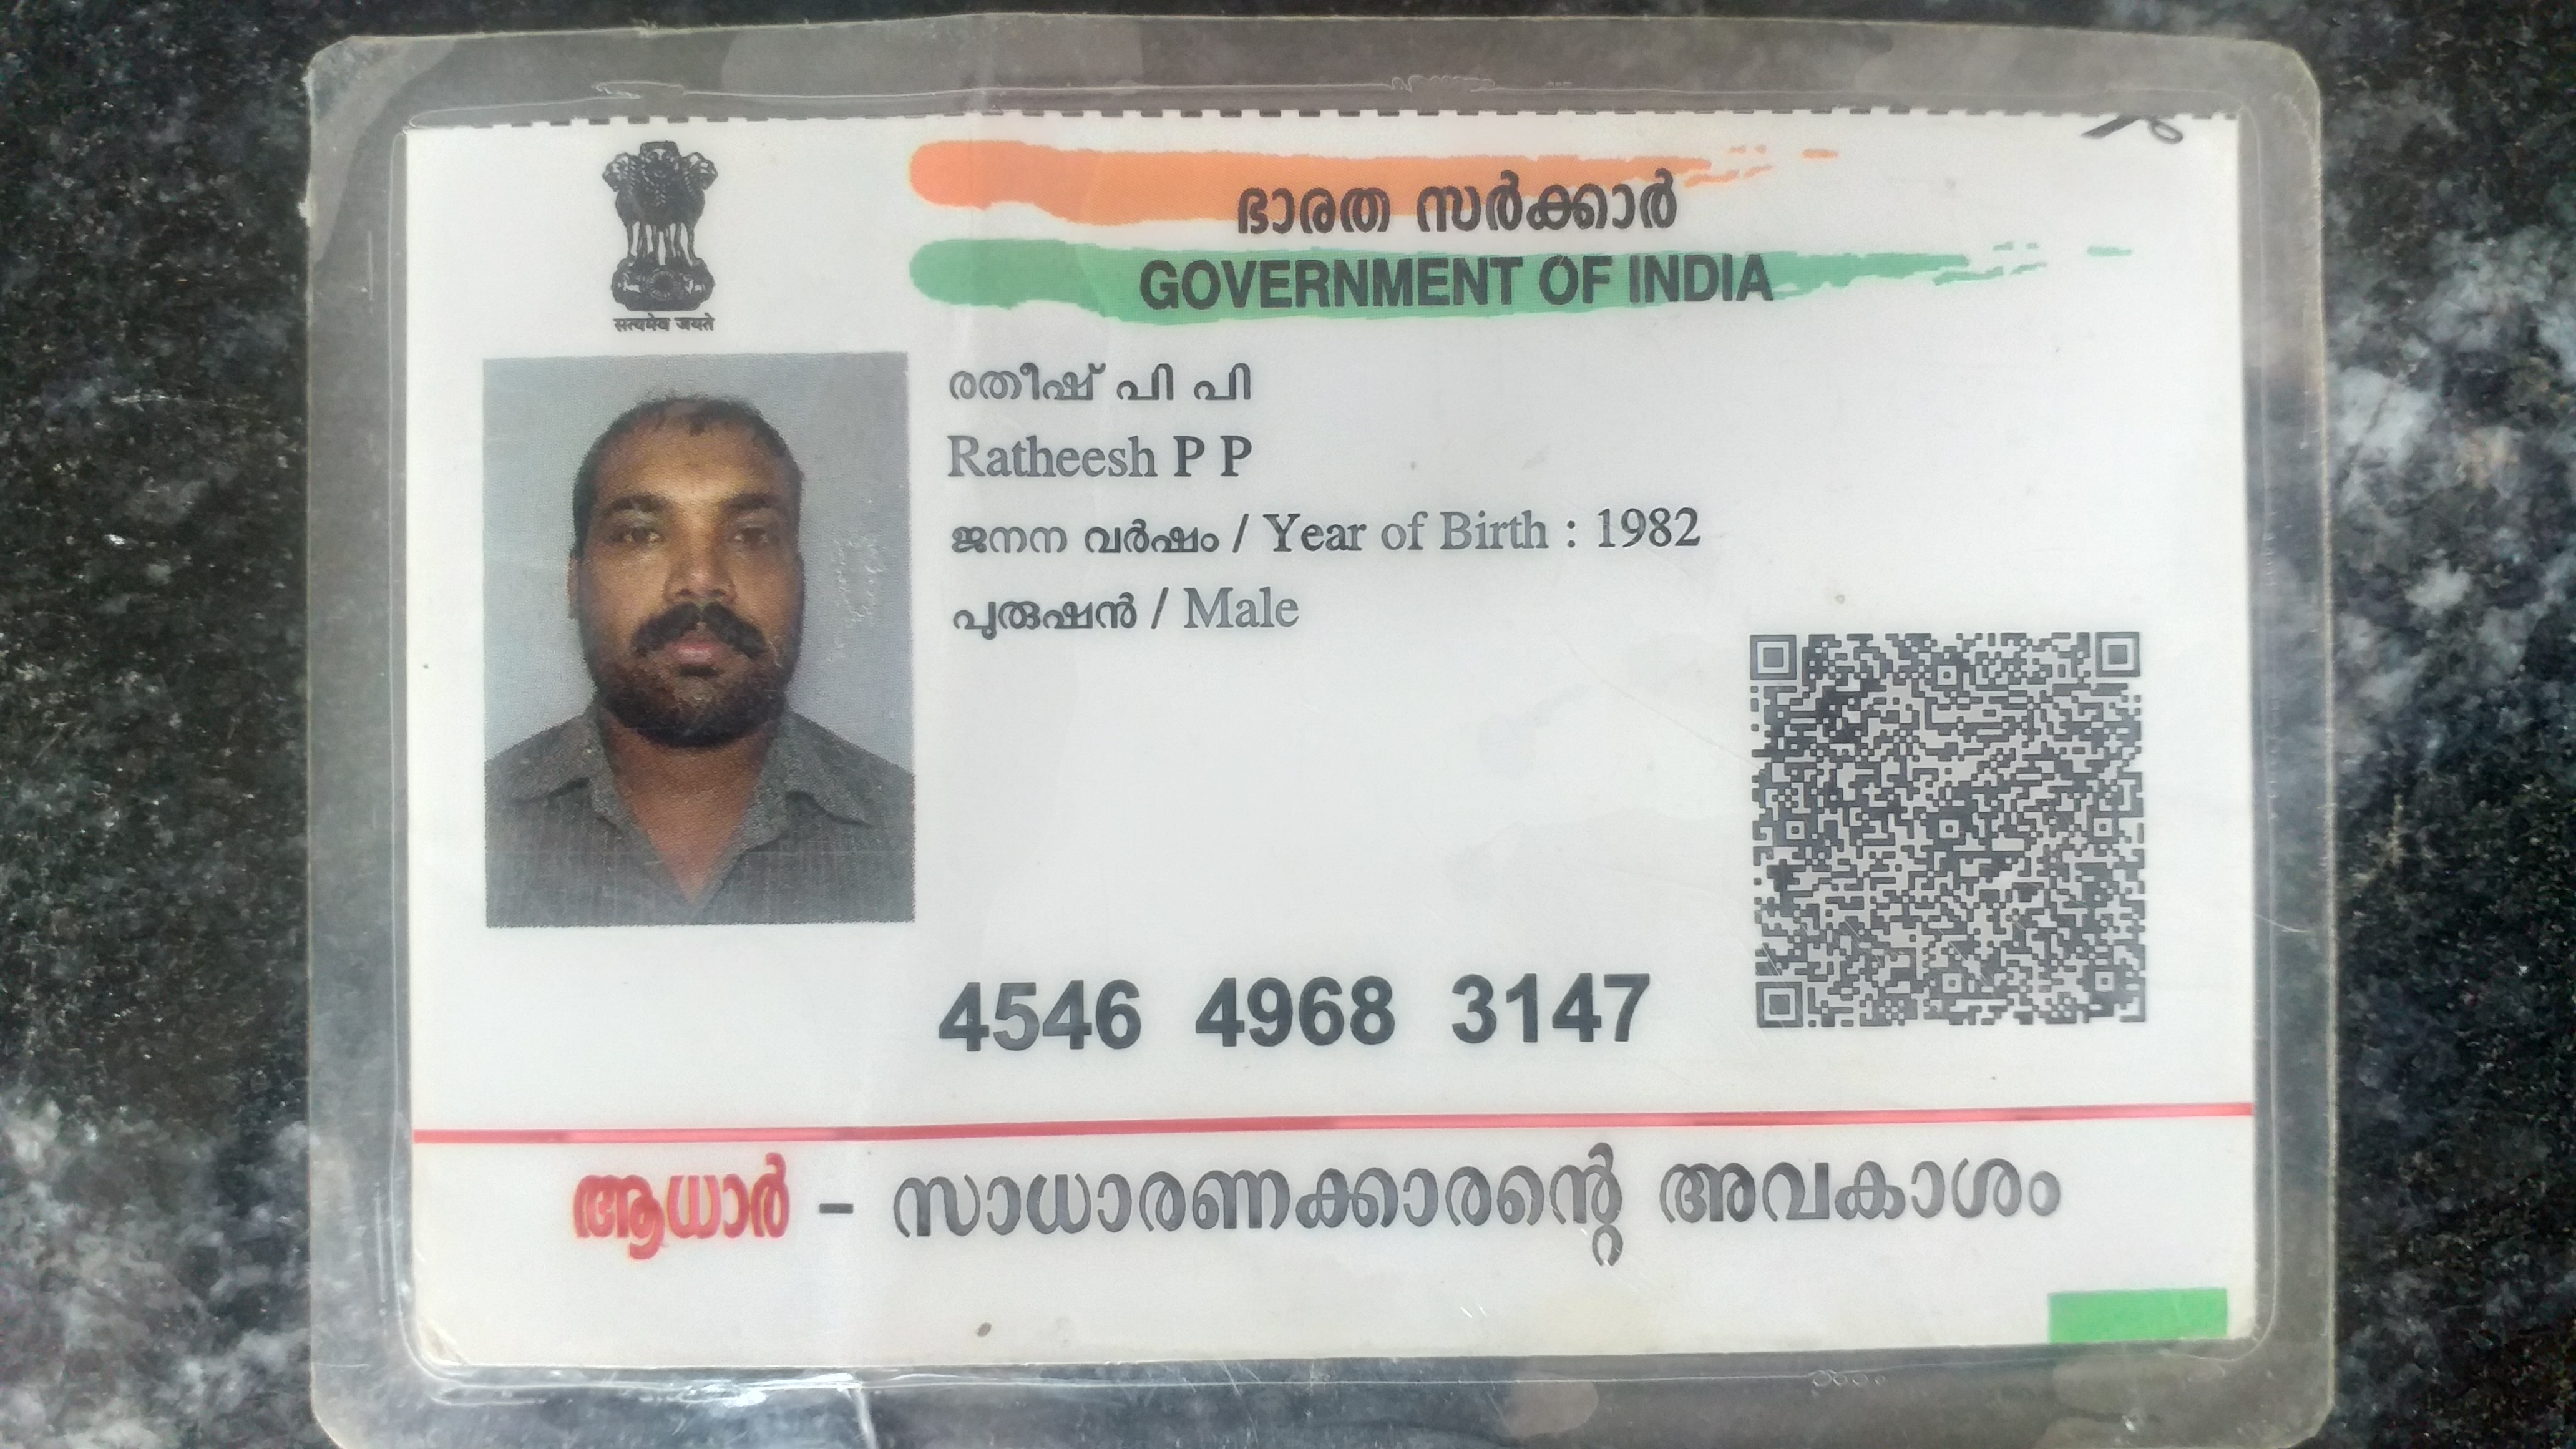 ഭാരത സർക്കാർ
GOVERNMENT OF INDIA
सत्यमेव जयते
രതീഷ് പി പി
Ratheesh P P
ജനന വർഷം / Year of Birth : 1982
പുരുഷൻ / Male
4546 4968 3147
ആധാർ - സാധാരണക്കാരന്റെ അവകാശം